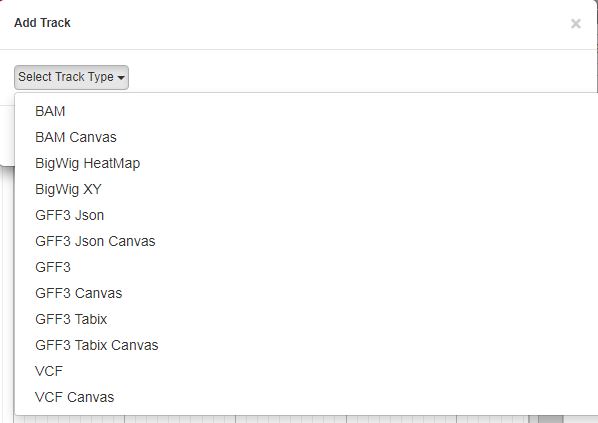 Add Track
×
Select Track Type
BAM
BAM Canvas
BigWig HeatMap
BigWig XY
GFF3 Json
GFF3 Json Canvas
GFF3
GFF3 Canvas
GFF3 Tabix
GFF3 Tabix Canvas
VCF
VCF Canvas